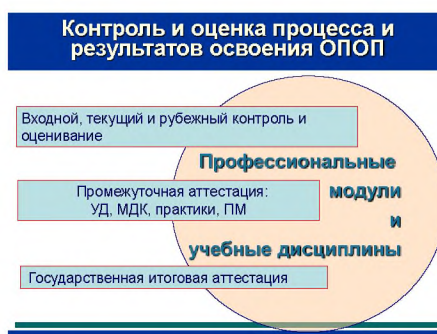 Контроль и оценка процесса и
результатов освоения ОПОП
Входной, текущий и рубежный контроль и
оценивание
Профессиональные
модули
и
учебные дисциплины
Промежуточная аттестация:
УД, МДК, практики, ПМ
Государственная итоговая аттестация